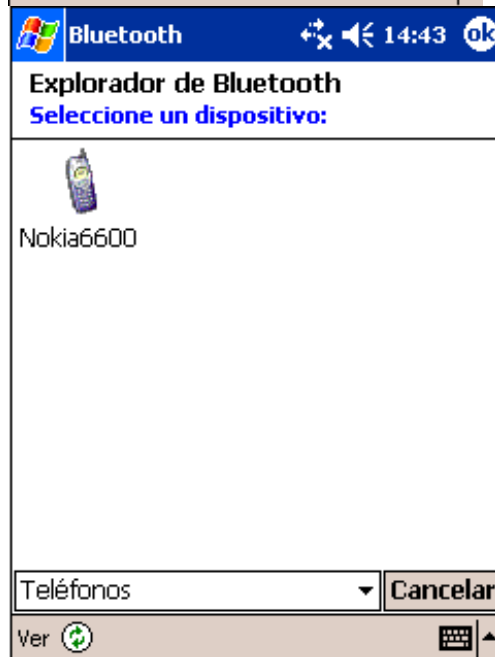 Bluetooth 14:43 ok
Explorador de Bluetooth
Seleccione un dispositivo:
Nokia6600
Teléfonos Cancelar
Ver